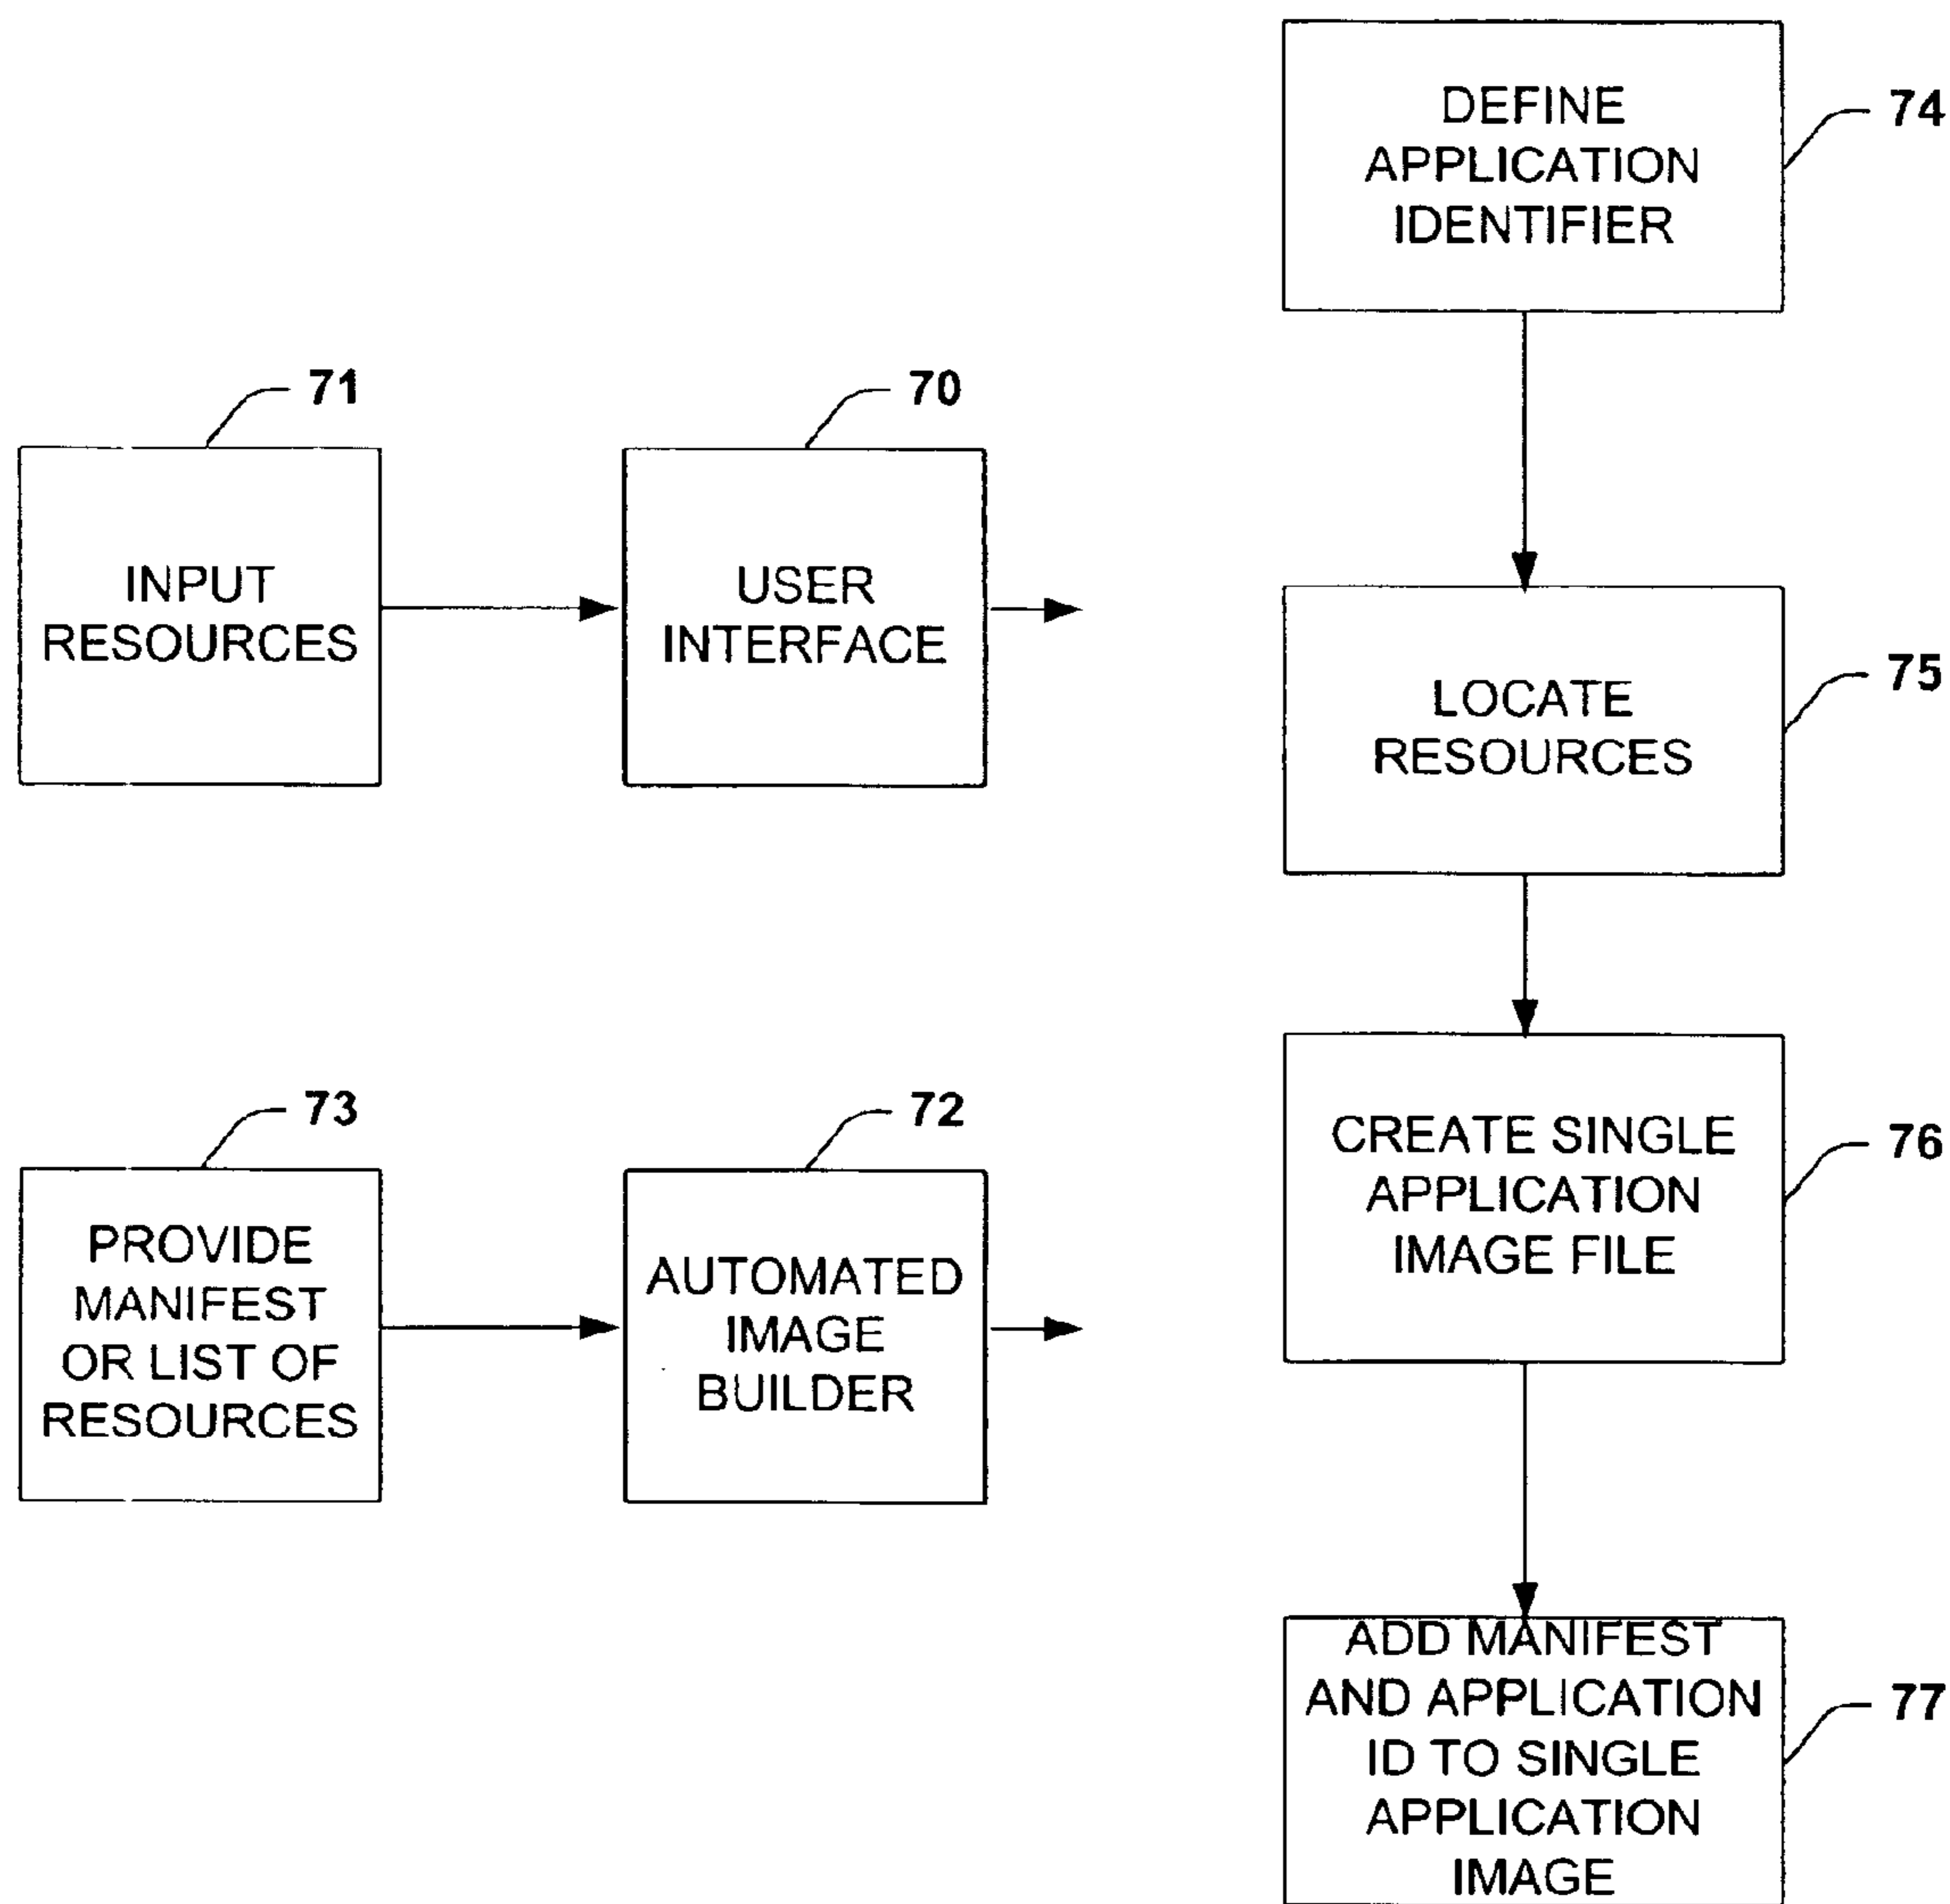 DEFINE
APPLICATION
IDENTIFIER
74
71
70
INPUT
RESOURCES
USER
INTERFACE
LOCATE
RESOURCES
75
73
72
PROVIDE
MANIFEST
OR LIST OF
RESOURCES
AUTOMATED
IMAGE
BUILDER
CREATE SINGLE
APPLICATION
IMAGE FILE
76
ADD MANIFEST
AND APPLICATION
ID TO SINGLE
APPLICATION
IMAGE
77